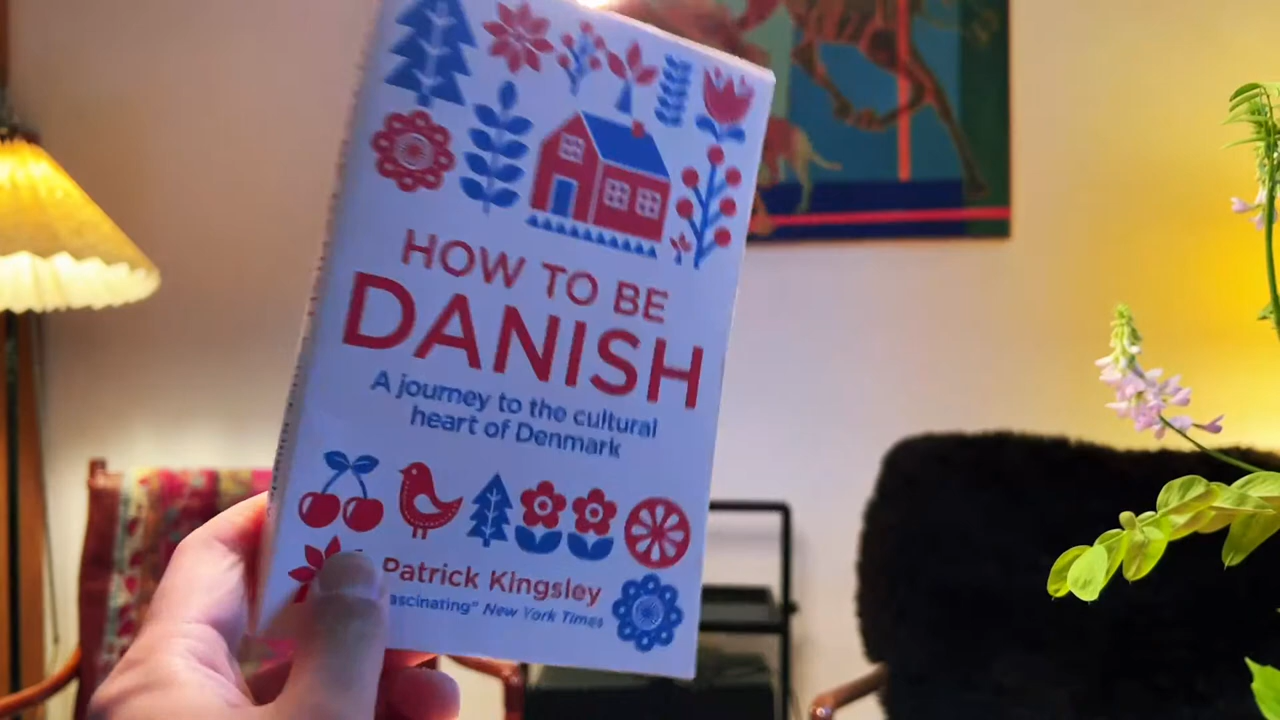 HOW TO BE
DANISH
A journey to the cultural
heart of Denmark
Patrick Kingsley
ascinating" New York Times